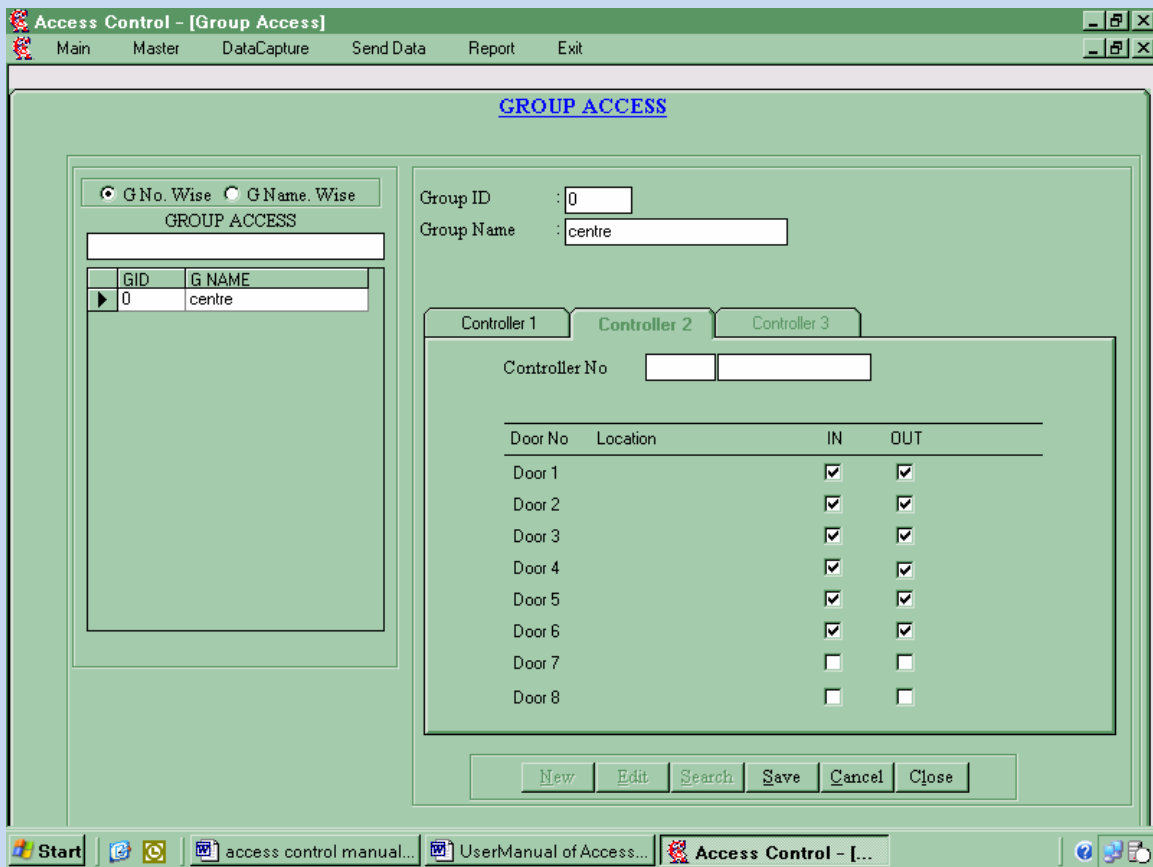 Access Control - [Group Access]
Main Master DataCapture Send Data Report Exit
GROUP ACCESS
G No. Wise G Name. Wise
GROUP ACCESS
GID G NAME
0 centre
Group ID : 0
Group Name : centre
Controller 1 Controller 2 Controller 3
Controller No
Door No Location IN OUT
Door 1
Door 2
Door 3
Door 4
Door 5
Door 6
Door 7
Door 8
New Edit Search Save Cancel Close
Start access control manual... UserManual of Access... Access Control - [...